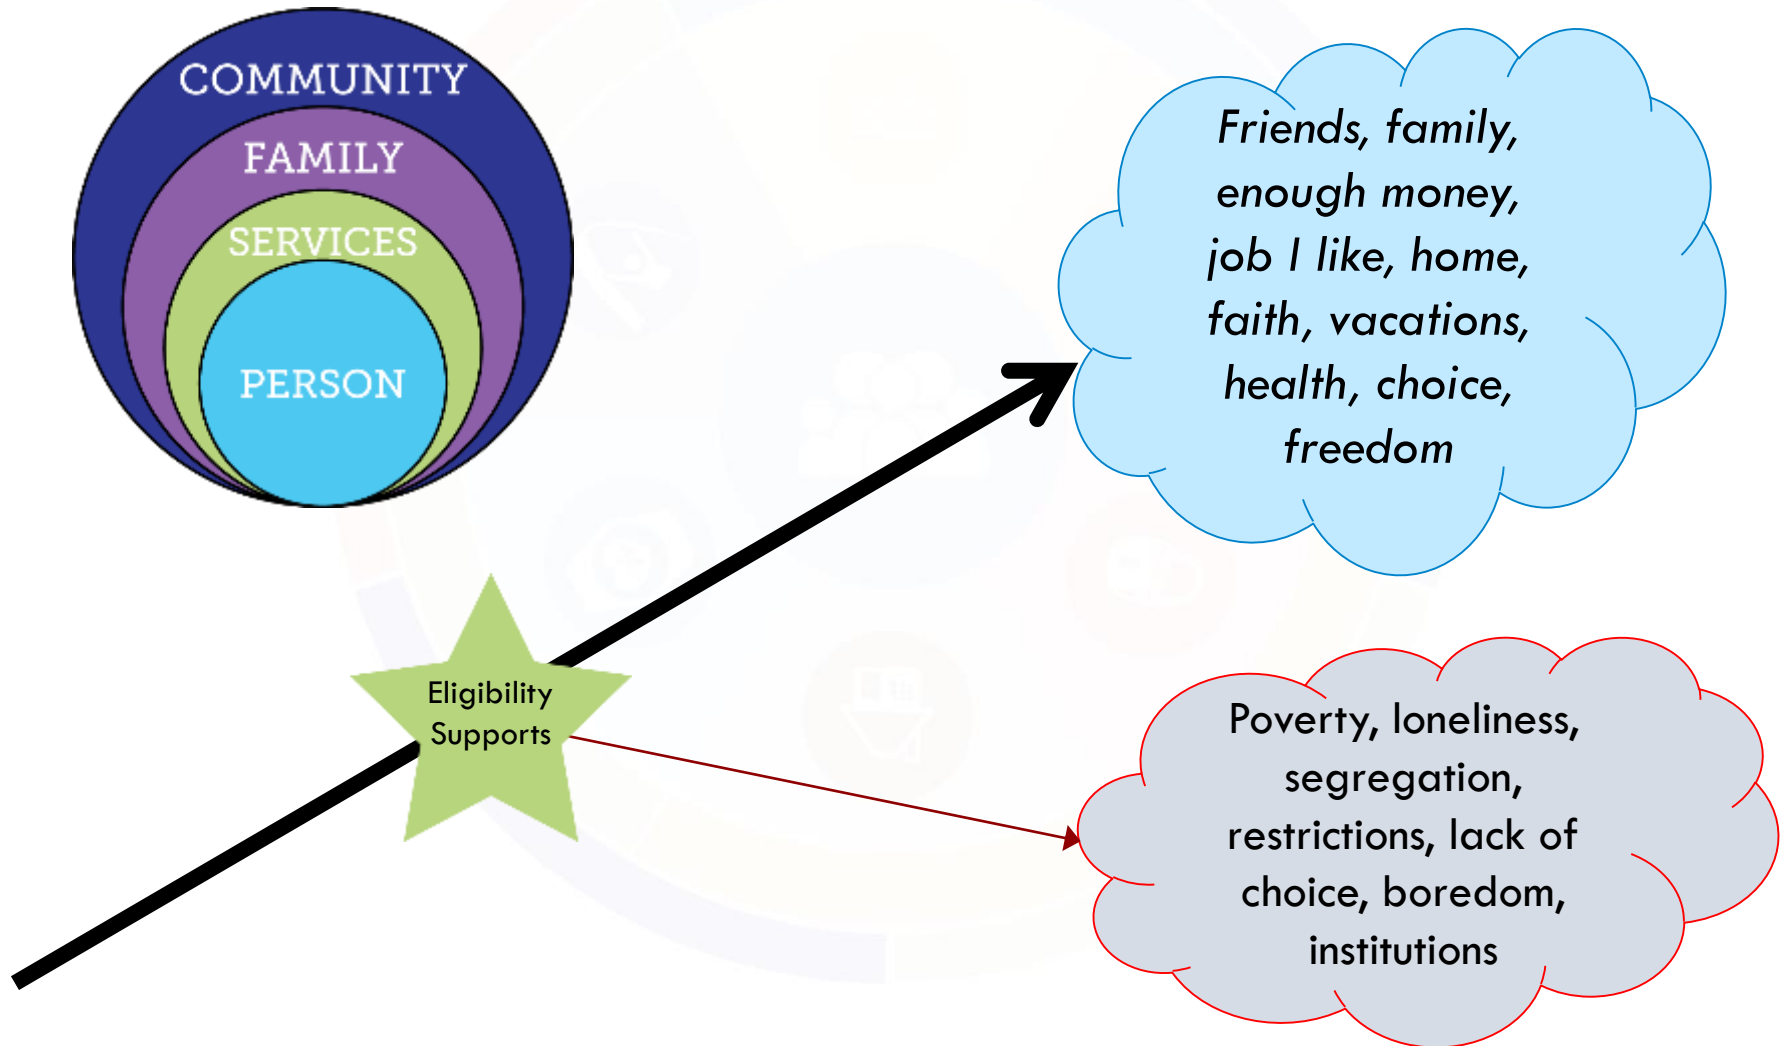 COMMUNITY
FAMILY
SERVICES
PERSON
Friends, family,
enough money,
job I like, home,
faith, vacations,
health, choice,
freedom
Eligibility
Supports
Poverty, loneliness,
segregation,
restrictions, lack of
choice, boredom,
institutions